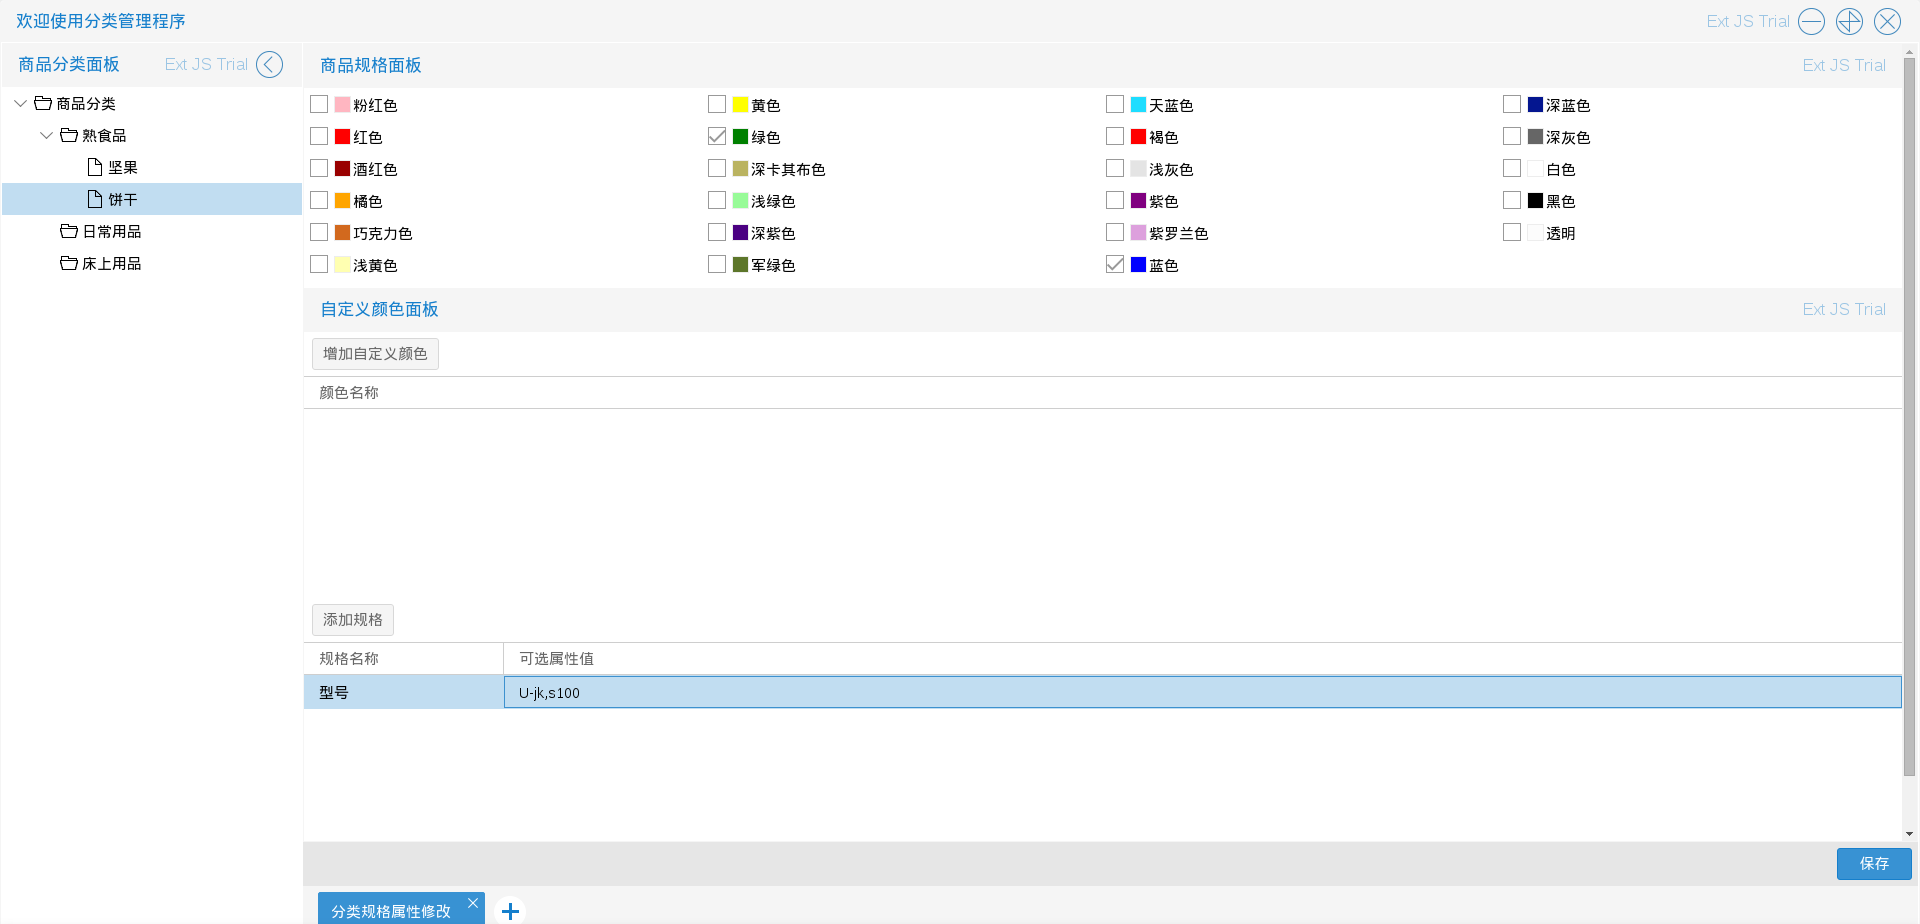 欢迎使用分类管理程序
Ext JS Trial
商品分类面板
Ext JS Trial
商品分类
熟食品
坚果
饼干
日常用品
床上用品
商品规格面板
Ext JS Trial
粉红色 黄色 天蓝色 深蓝色
红色 绿色 褐色 深灰色
酒红色 深卡其布色 浅灰色 白色
橘色 浅绿色 紫色 黑色
巧克力色 深紫色 紫罗兰色 透明
浅黄色 军绿色 蓝色
自定义颜色面板
Ext JS Trial
增加自定义颜色
颜色名称
添加规格
规格名称 可选属性值
型号 U-jk,s100
保存
分类规格属性修改